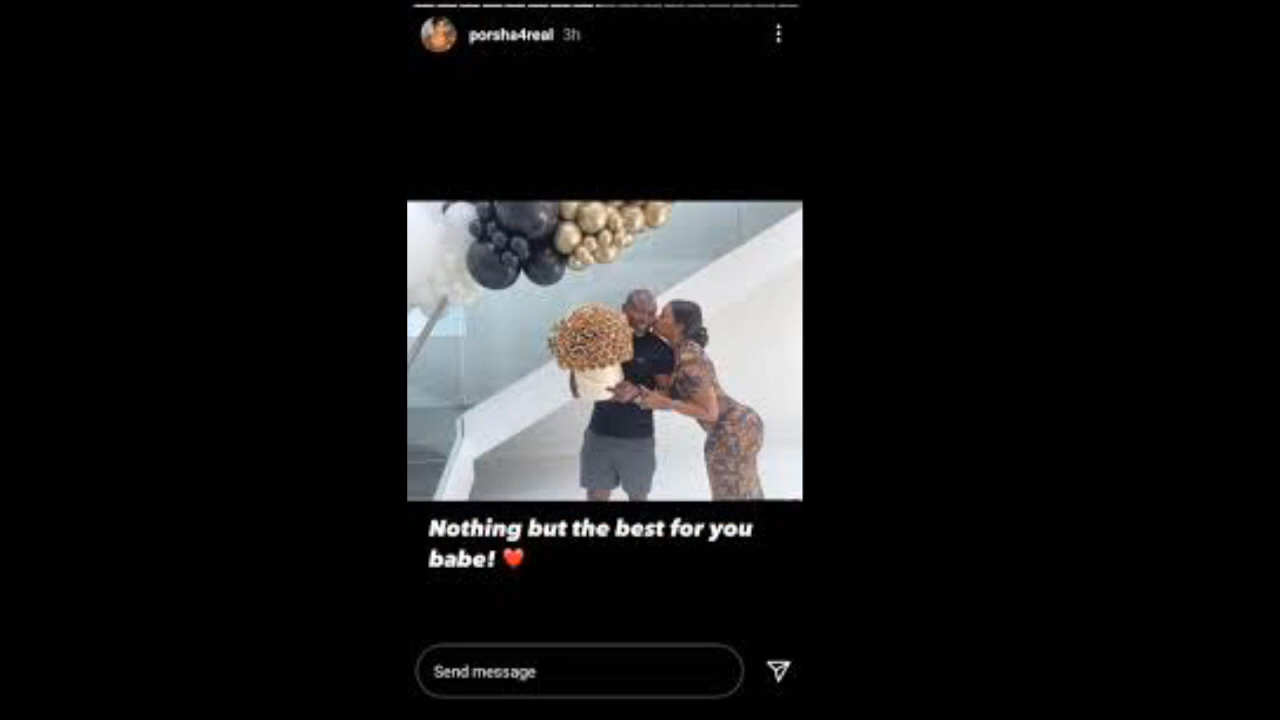 porsha4real 3h
Nothing but the best for you
babe! ❤️
Send message